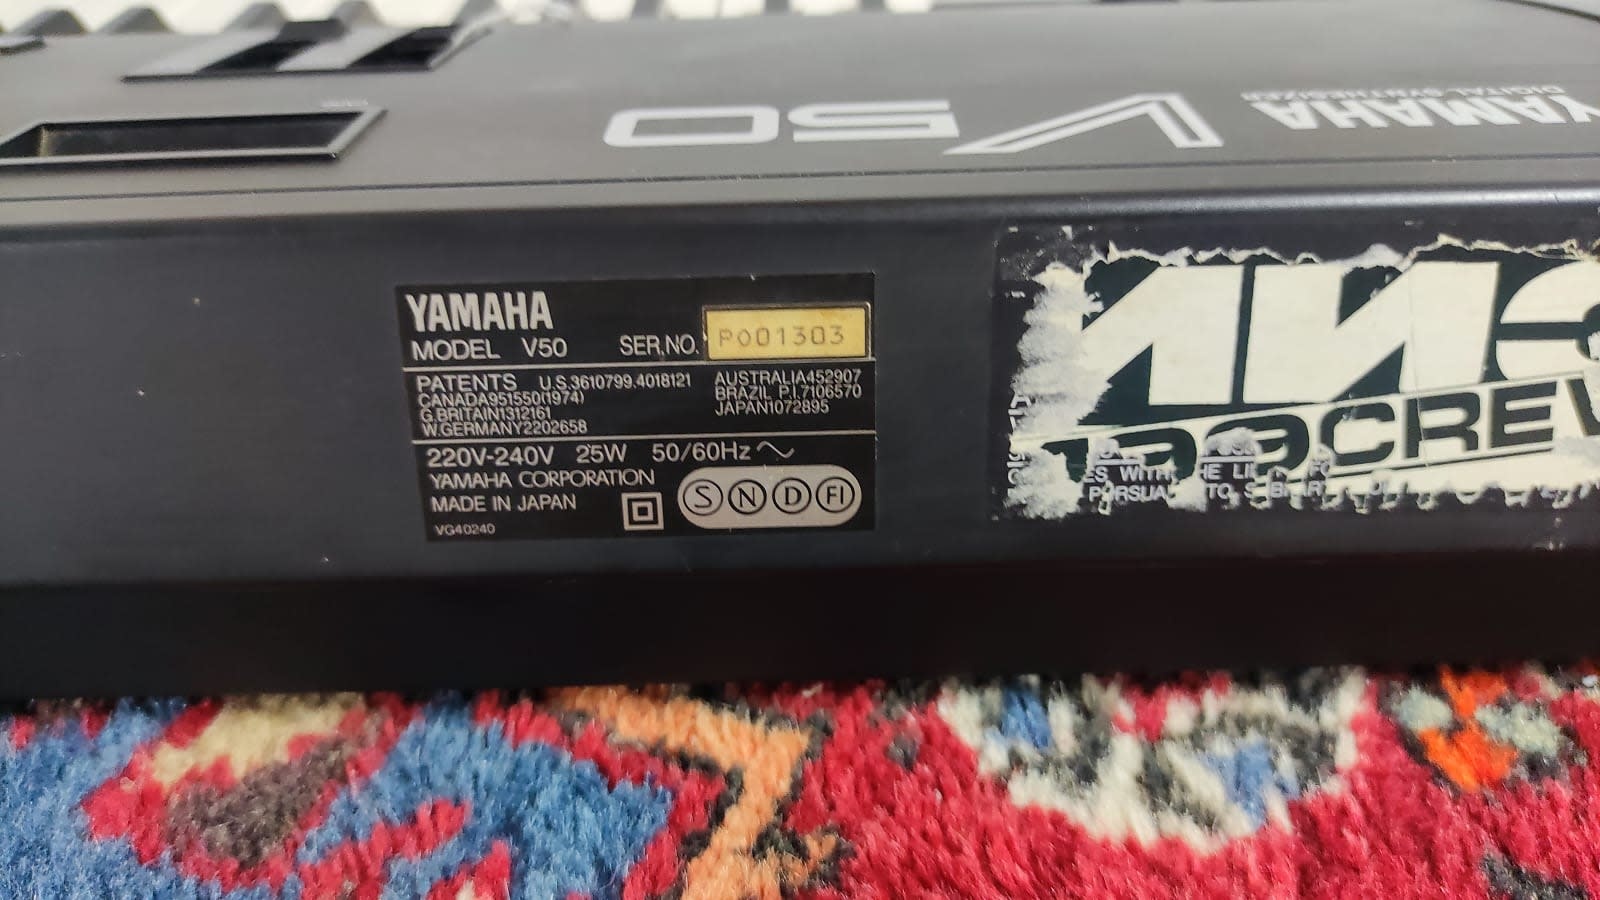 YAMAHA
DIGITAL SYNTHESIZER
V50
YAMAHA
MODEL V50 SER.NO. P001303
PATENTS U.S.3610799.4018121
CANADA951550(1974)
G.BRITAIN1312161
W.GERMANY2202658
AUSTRALIA452907
BRAZIL P.I.7106570
JAPAN1072895
220V-240V 25W 50/60Hz
YAMAHA CORPORATION
MADE IN JAPAN
S N D FI
VG40240
CREW
WITH